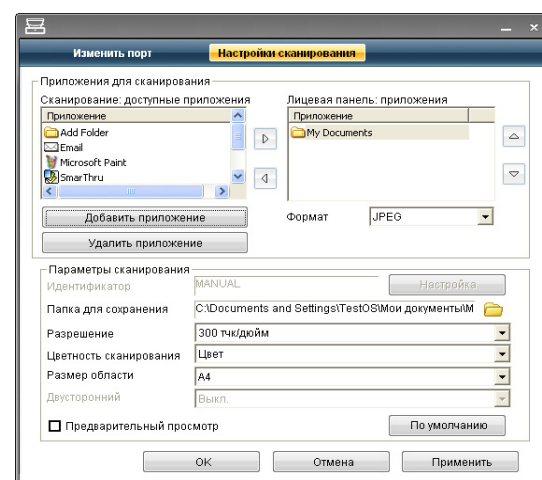 Изменить порт
Настройки сканирования
Приложения для сканирования
Сканирование: доступные приложения
Приложение
Add Folder
Email
Microsoft Paint
SmarThru
Лицевая панель: приложения
Приложение
My Documents
Добавить приложение
Удалить приложение
Формат JPEG
Параметры сканирования
Идентификатор MANUAL Настройка
Папка для сохранения C:\Documents and Settings\TestOS\Мои документы\М
Разрешение 300 тчк/дюйм
Цветность сканирования Цвет
Размер области A4
Двусторонний Выкл.
Предварительный просмотр По умолчанию
OK Отмена Применить